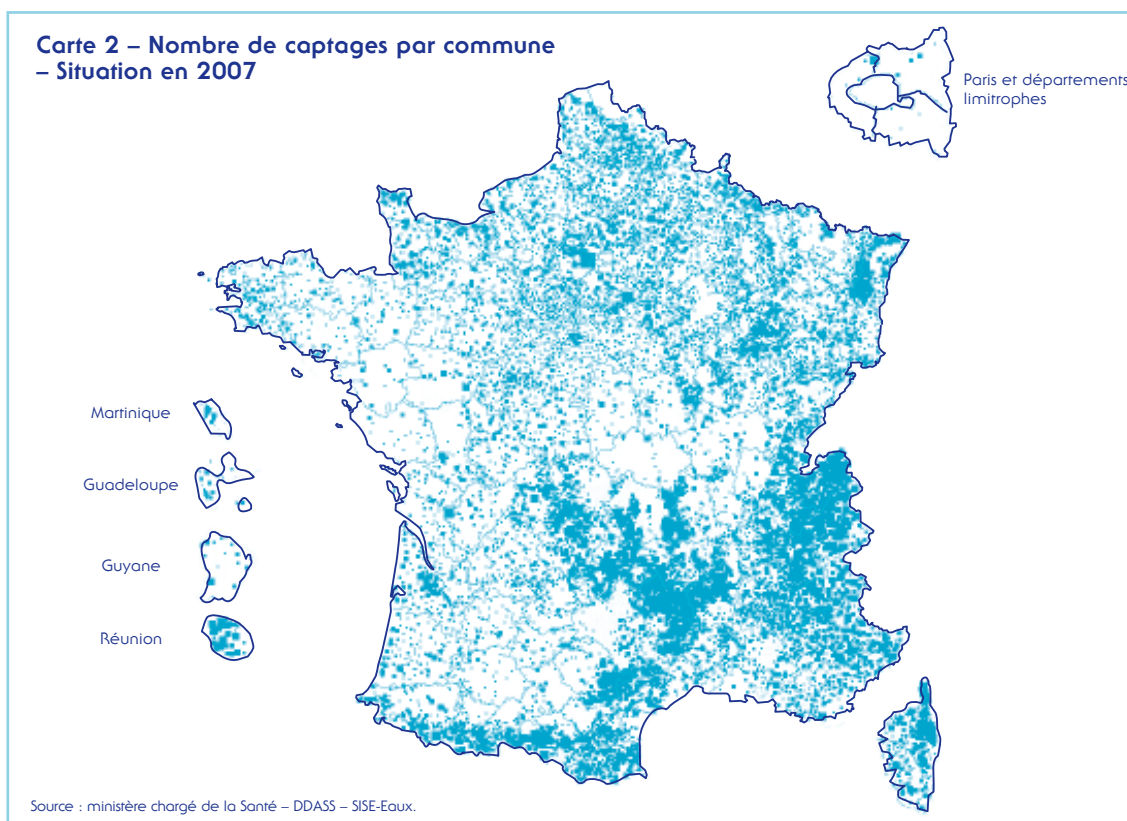 Carte 2 – Nombre de captages par commune
– Situation en 2007
Paris et départements
limitrophes
Martinique
Guadeloupe
Guyane
Réunion
Source : ministère chargé de la Santé – DDASS – SISE-Eaux.